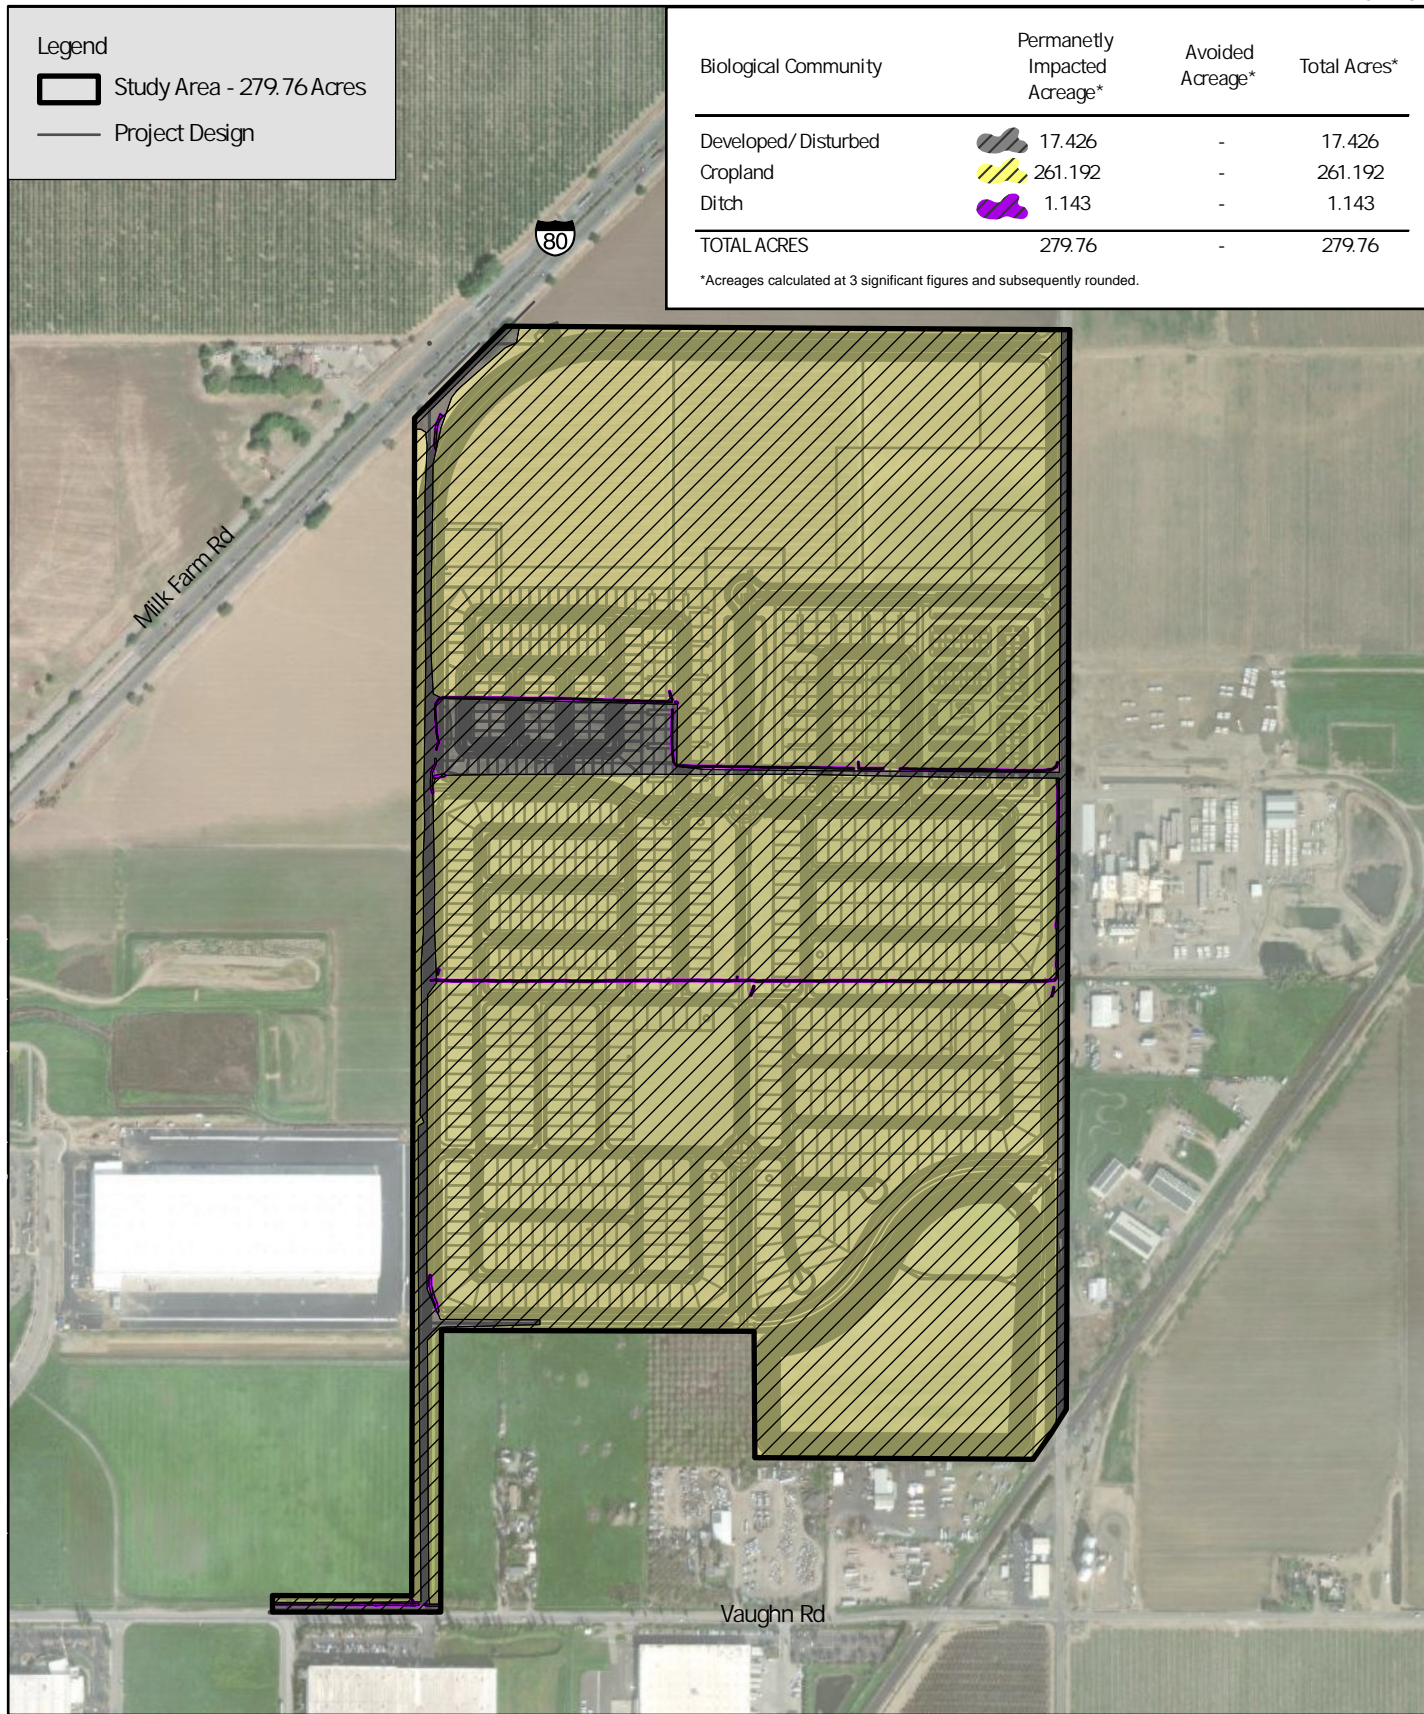 Legend
Study Area - 279.76 Acres
Project Design
Biological Community
Permanetly
Impacted
Acreage*
Avoided
Acreage*
Total Acres*
Developed/Disturbed 17.426 - 17.426
Cropland 261.192 - 261.192
Ditch 1.143 - 1.143
TOTAL ACRES 279.76 - 279.76
*Acreages calculated at 3 significant figures and subsequently rounded.
80
Milk Farm Rd
Vaughn Rd